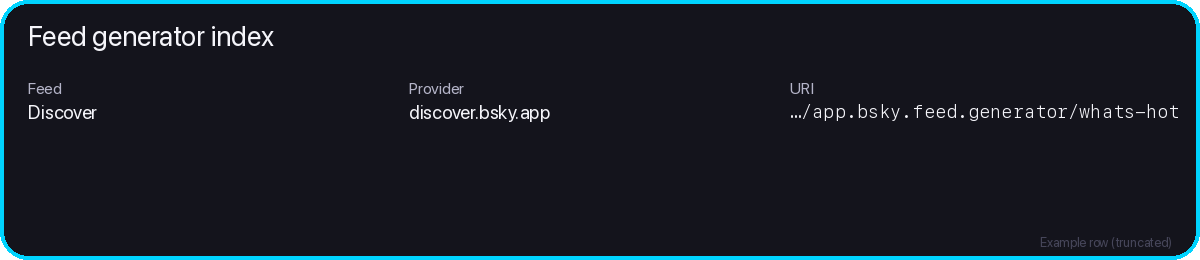 Feed generator index
Feed
Discover
Provider
discover.bsky.app
URI
…/app.bsky.feed.generator/whats-hot
Example row (truncated)